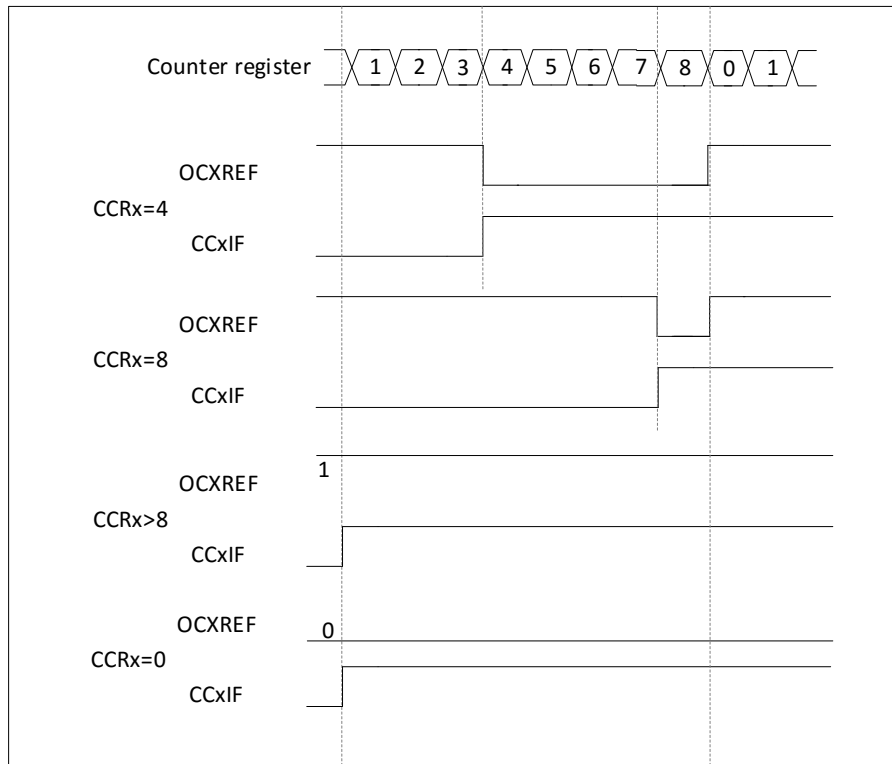 Counter register 1 2 3 4 5 6 7 8 0 1
OCXREF
CCRx=4
CCxIF
OCXREF
CCRx=8
CCxIF
1
OCXREF
CCRx>8
CCxIF
OCXREF 0
CCRx=0
CCxIF